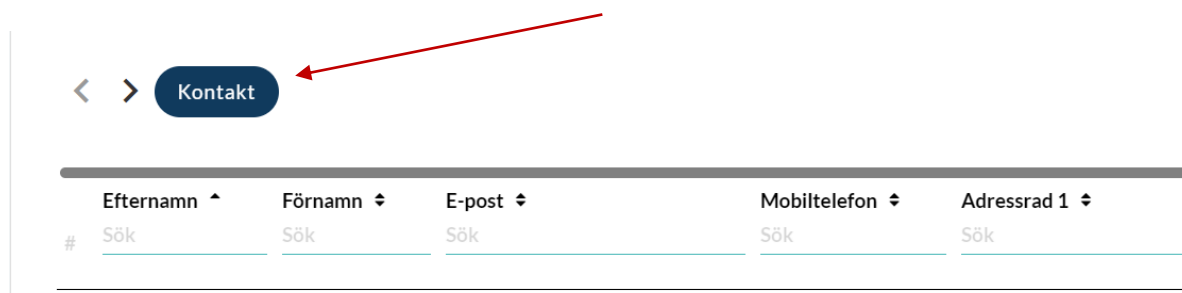 Kontakt
Efternamn Förnamn E-post Mobiltelefon Adressrad 1
# Sök Sök Sök Sök Sök